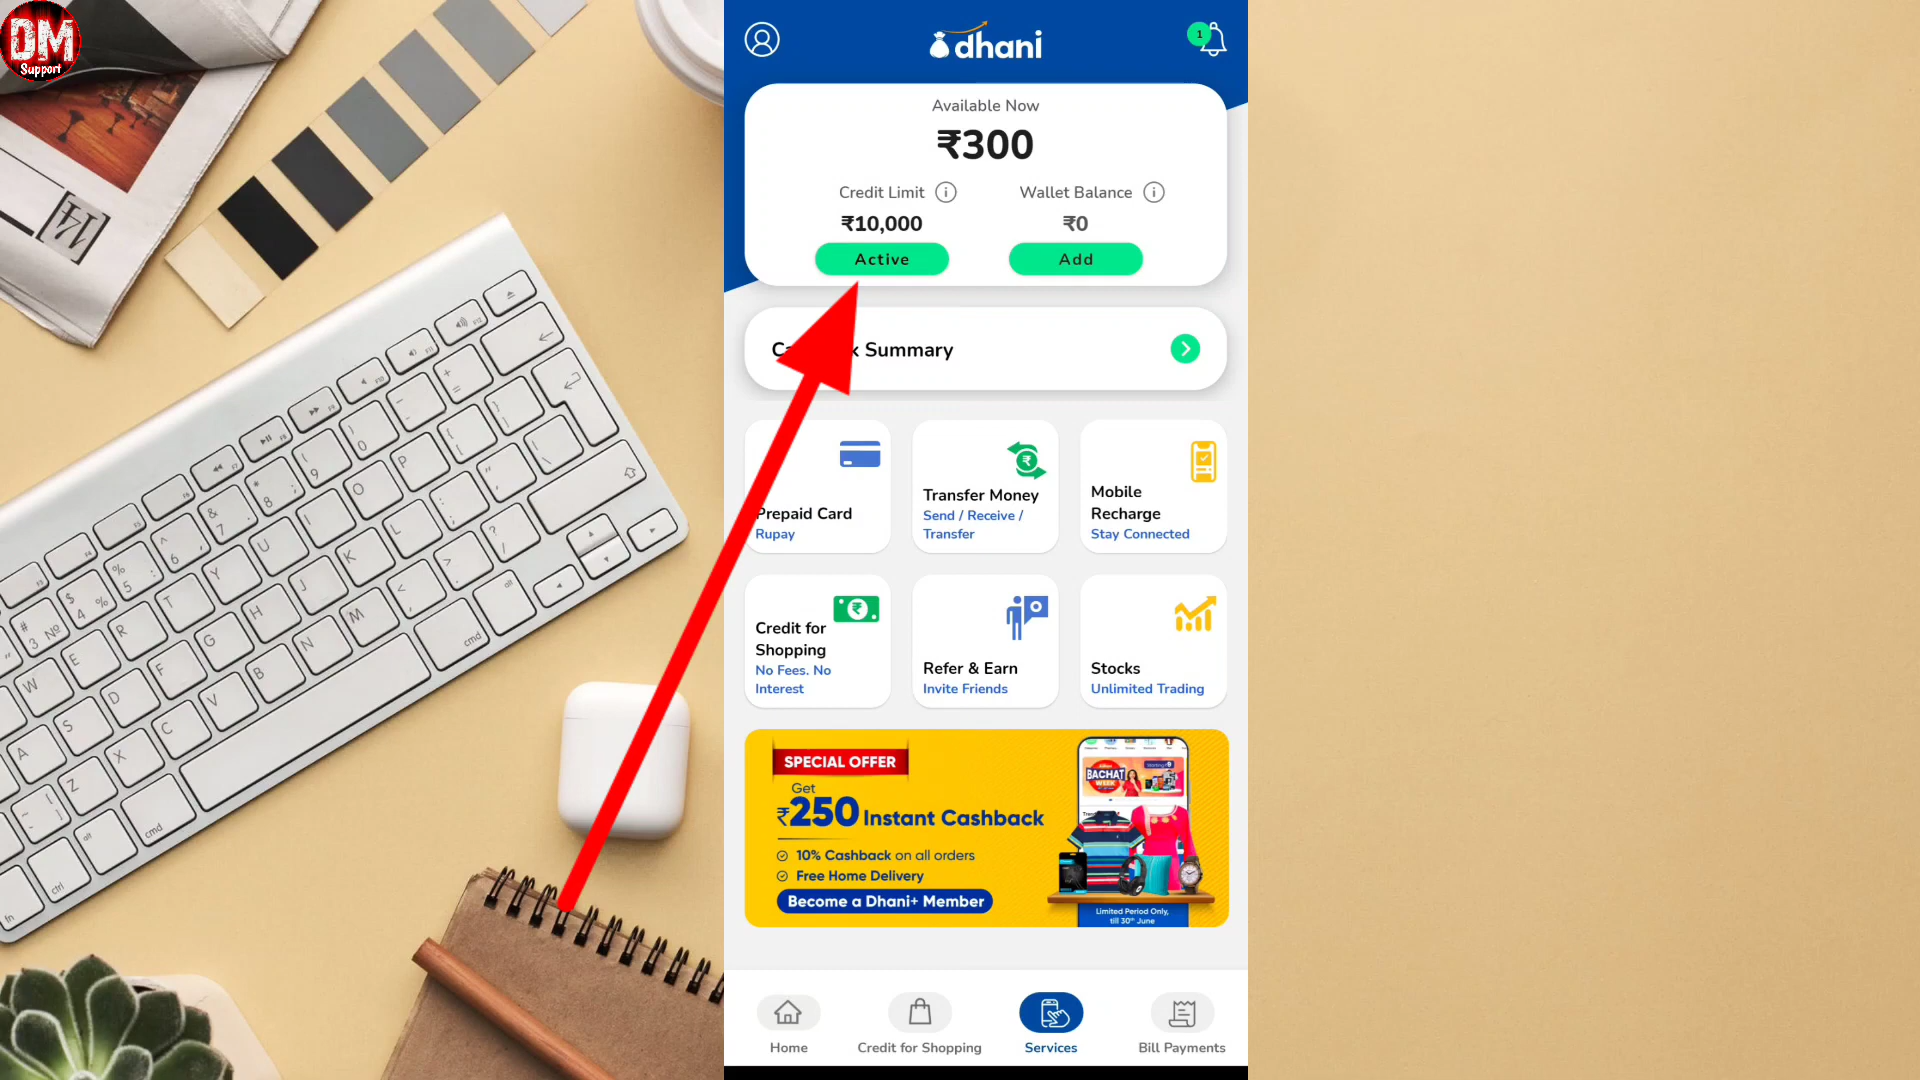 DM
Support
dhani
1
Available Now
₹300
Credit Limit
Wallet Balance
₹10,000
₹0
Active
Add
Summary
Prepaid Card
Rupay
Transfer Money
Send / Receive /
Transfer
Mobile
Recharge
Stay Connected
Credit for
Shopping
No Fees. No
Interest
Refer & Earn
Invite Friends
Stocks
Unlimited Trading
SPECIAL OFFER
Get
₹250 Instant Cashback
10% Cashback on all orders
Free Home Delivery
Become a Dhani+ Member
BACHAT
WEEK
Limited Period Only,
till 30th June
Home
Credit for Shopping
Services
Bill Payments